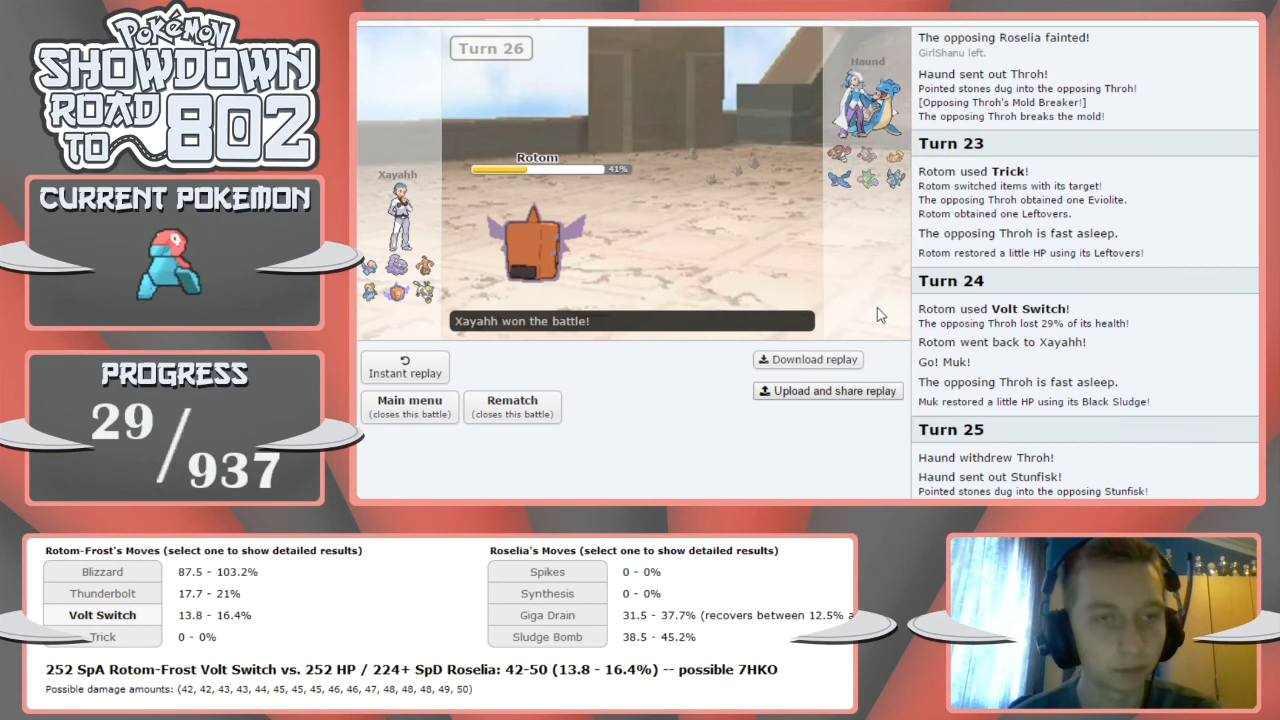 Pokémon
SHOWDOWN
ROAD
TO 802
CURRENT POKEMON
PROGRESS
29/937
Turn 26
Haund
Rotom
41%
Xayahh
Xayahh won the battle!
Instant replay
Download replay
Upload and share replay
Main menu
(closes this battle)
Rematch
(closes this battle)
The opposing Roselia fainted!
GirlShanu left.
Haund sent out Throh!
Pointed stones dug into the opposing Throh!
[Opposing Throh's Mold Breaker!]
The opposing Throh breaks the mold!
Turn 23
Rotom used Trick!
Rotom switched items with its target!
The opposing Throh obtained one Eviolite.
Rotom obtained one Leftovers.
The opposing Throh is fast asleep.
Rotom restored a little HP using its Leftovers!
Turn 24
Rotom used Volt Switch!
The opposing Throh lost 29% of its health!
Rotom went back to Xayahh!
Go! Muk!
The opposing Throh is fast asleep.
Muk restored a little HP using its Black Sludge!
Turn 25
Haund withdrew Throh!
Haund sent out Stunfisk!
Pointed stones dug into the opposing Stunfisk!
Rotom-Frost's Moves (select one to show detailed results)
Blizzard 87.5 - 103.2%
Thunderbolt 17.7 - 21%
Volt Switch 13.8 - 16.4%
Trick 0 - 0%
Roselia's Moves (select one to show detailed results)
Spikes 0 - 0%
Synthesis 0 - 0%
Giga Drain 31.5 - 37.7% (recovers between 12.5% a
Sludge Bomb 38.5 - 45.2%
252 SpA Rotom-Frost Volt Switch vs. 252 HP / 224+ SpD Roselia: 42-50 (13.8 - 16.4%) -- possible 7HKO
Possible damage amounts: (42, 42, 43, 43, 44, 45, 45, 45, 46, 46, 47, 48, 48, 48, 49, 50)